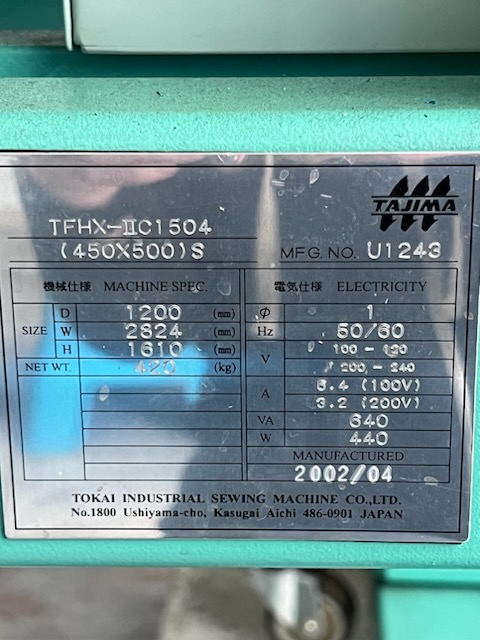 TAJIMA
TFHX-IIC1504
(450X500)S MFG. NO. U1243
機械仕様 MACHINE SPEC. 電気仕様 ELECTRICITY
SIZE D 1200 (mm) Φ 1
W 2824 (mm) Hz 50/60
H 1610 (mm) V 100 - 120
NET WT. 420 (kg) 200 - 240
A 6.4 (100V)
3.2 (200V)
VA 640
W 440
MANUFACTURED
2002/04
TOKAI INDUSTRIAL SEWING MACHINE CO.,LTD.
No.1800 Ushiyama-cho, Kasugai Aichi 486-0901 JAPAN